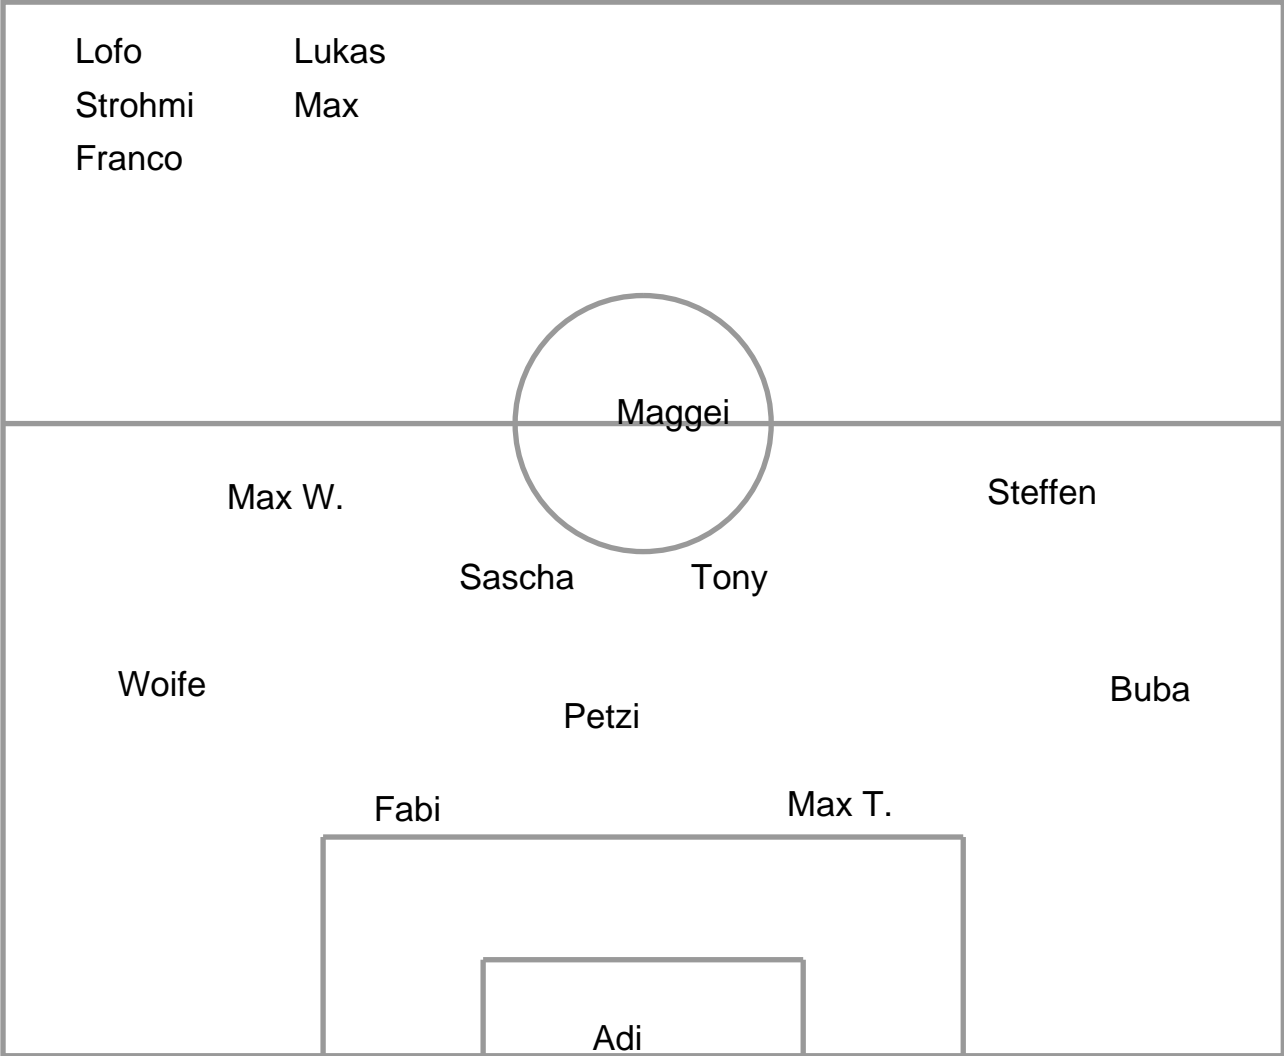 Lofo Lukas
Strohmi Max
Franco
Maggei
Max W. Steffen
Sascha Tony
Woife Buba
Petzi
Fabi Max T.
Adi